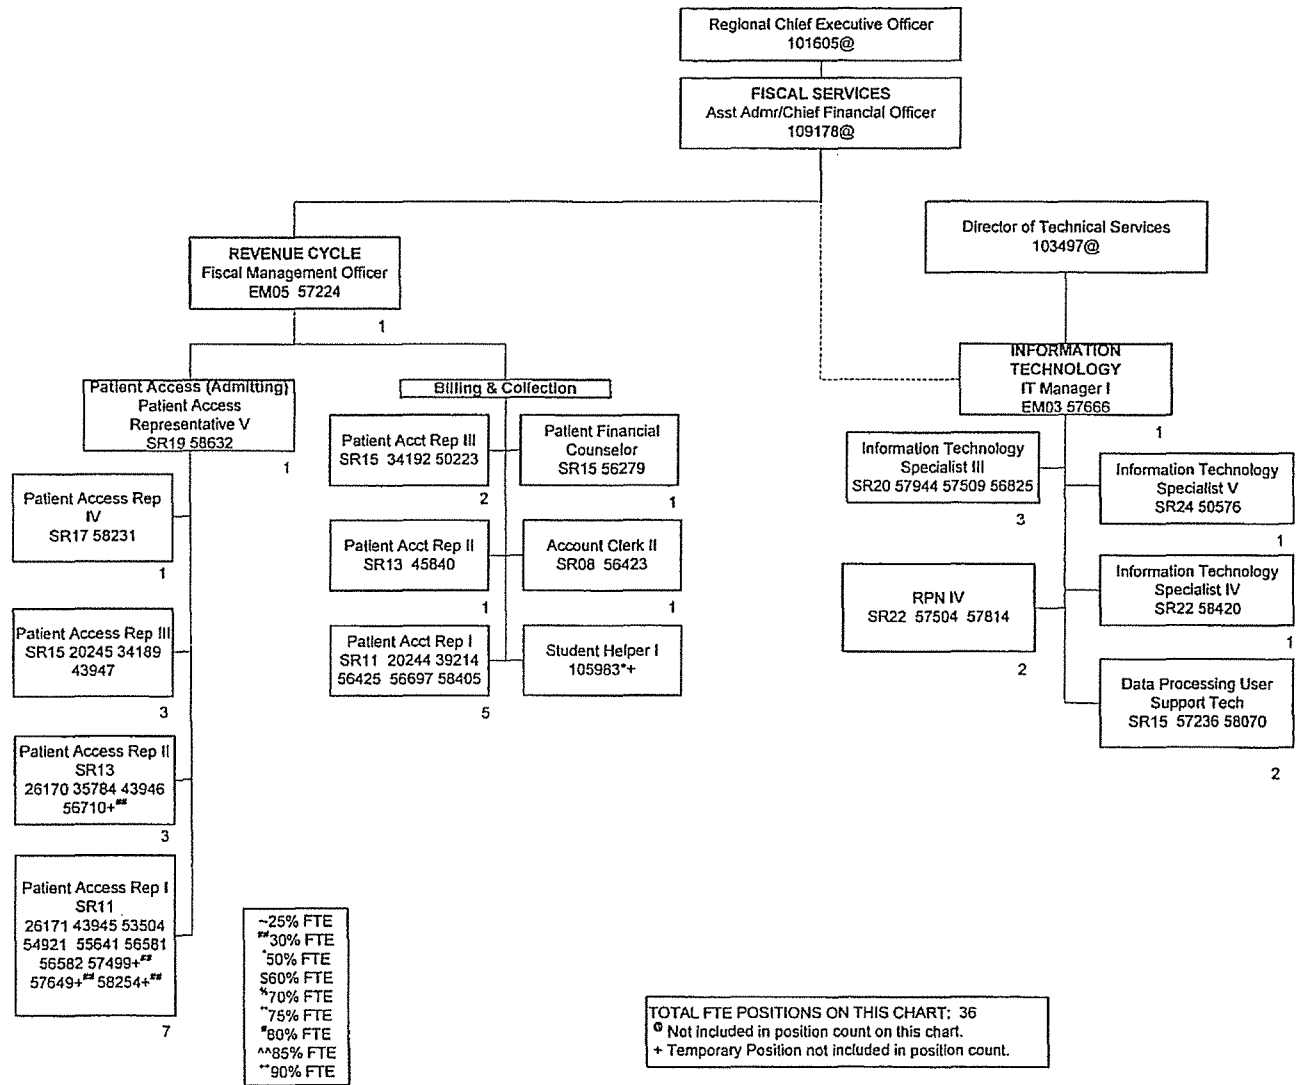 Regional Chief Executive Officer
101605@
FISCAL SERVICES
Asst Admr/Chief Financial Officer
109178@
REVENUE CYCLE
Fiscal Management Officer
EM05 57224
1
Director of Technical Services
103497@
INFORMATION
TECHNOLOGY
IT Manager I
EM03 57666
1
Patient Access (Admitting)
Patient Access
Representative V
SR19 58632
1
Patient Access Rep
IV
SR17 58231
1
Patient Access Rep III
SR15 20245 34189
43947
3
Patient Access Rep II
SR13
26170 35784 43946
56710+##
3
Patient Access Rep I
SR11
26171 43945 53504
54921 55641 56581
56582 57499+##
57649+## 58254+##
7
Billing & Collection
Patient Acct Rep III
SR15 34192 50223
2
Patient Financial
Counselor
SR15 56279
1
Patient Acct Rep II
SR13 45840
1
Account Clerk II
SR08 56423
1
Patient Acct Rep I
SR11 20244 39214
56425 56697 58405
5
Student Helper I
105983*+
Information Technology
Specialist III
SR20 57944 57509 56825
3
Information Technology
Specialist V
SR24 50576
1
RPN IV
SR22 57504 57814
2
Information Technology
Specialist IV
SR22 58420
1
Data Processing User
Support Tech
SR15 57236 58070
2
~25% FTE
##30% FTE
*50% FTE
$60% FTE
%70% FTE
**75% FTE
#80% FTE
^^85% FTE
90% FTE
TOTAL FTE POSITIONS ON THIS CHART: 36
@ Not included in position count on this chart.
+ Temporary Position not included in position count.